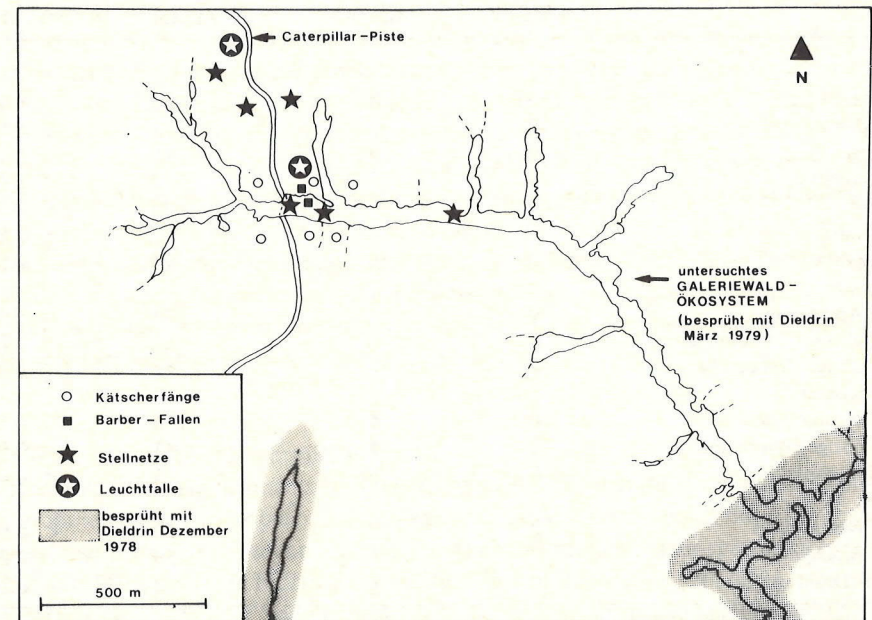 Caterpillar-Piste
N
untersuchtes
GALERIEWALD-
ÖKOSYSTEM
(besprüht mit Dieldrin
März 1979)
Kätscherfänge
Barber - Fallen
Stellnetze
Leuchtfalle
besprüht mit
Dieldrin Dezember
1978
500 m